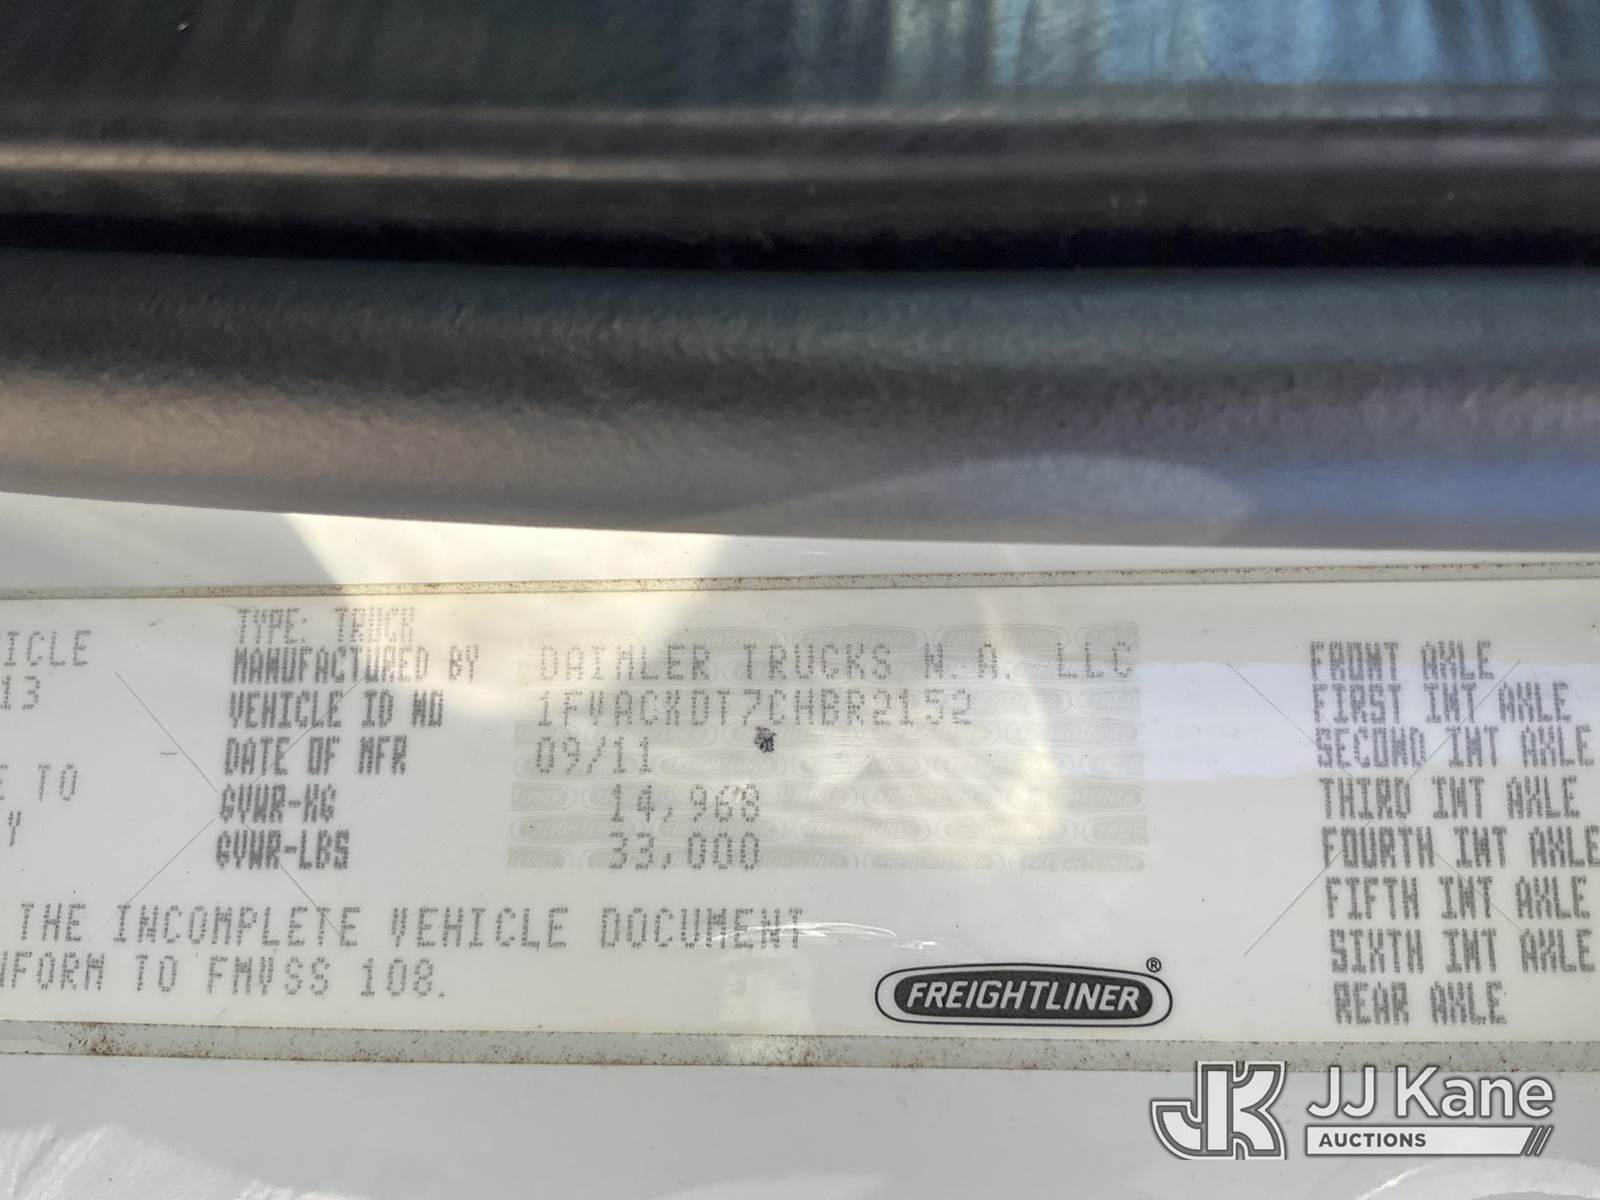 ICLE
13
TO
Y
TYPE: TRUCK
MANUFACTURED BY DAIMLER TRUCKS N.A. LLC
VEHICLE ID NO 1FVACXDT7CHBR2152
DATE OF MFR 09/11
GVWR-KG 14,968
GVWR-LBS 33,000
THE INCOMPLETE VEHICLE DOCUMENT
NFORM TO FMVSS 108.
FREIGHTLINER®
FRONT AXLE
FIRST INT AXLE
SECOND INT AXLE
THIRD INT AXLE
FOURTH INT AXLE
FIFTH INT AXLE
SIXTH INT AXLE
REAR AXLE
JK JJ Kane
AUCTIONS